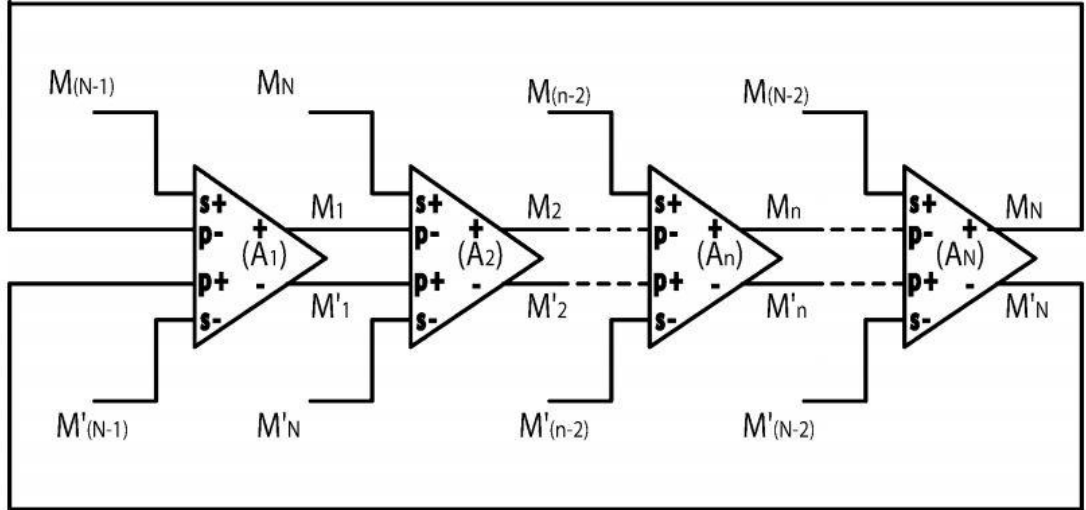 M(N-1) MN M(n-2) M(N-2)
s+ s+ s+ s+
M1 M2 Mn MN
p- + p- + p- + p- +
(A1) (A2) (An) (AN)
p+ - p+ - p+ - p+ -
M'1 M'2 M'n M'N
s- s- s- s-
M'(N-1) M'N M'(n-2) M'(N-2)